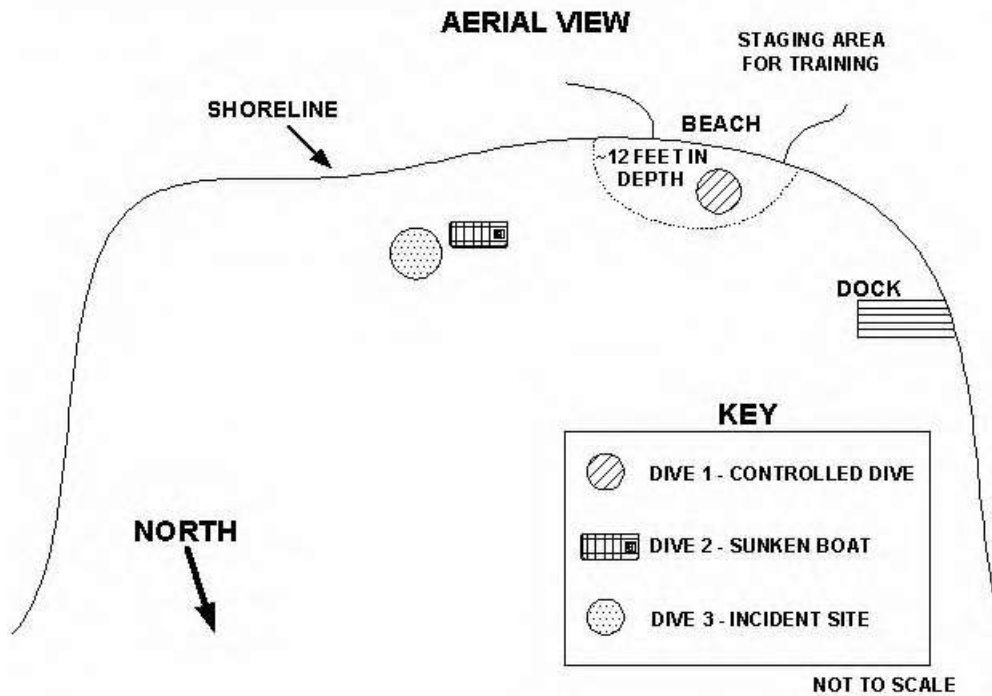 AERIAL VIEW
STAGING AREA
FOR TRAINING
SHORELINE
BEACH
~12 FEET IN
DEPTH
DOCK
KEY
DIVE 1 - CONTROLLED DIVE
NORTH
DIVE 2 - SUNKEN BOAT
DIVE 3 - INCIDENT SITE
NOT TO SCALE